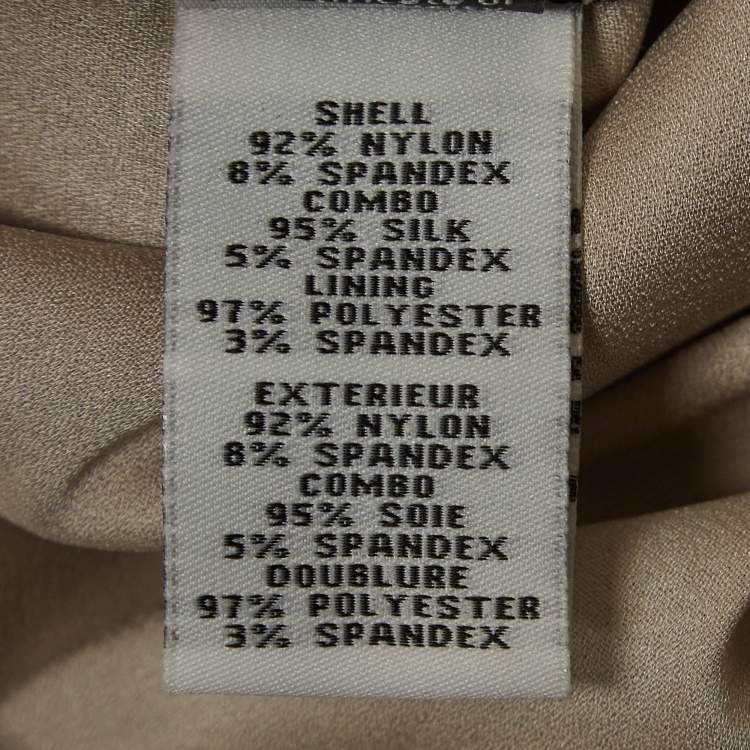 SHELL
92% NYLON
8% SPANDEX
COMBO
95% SILK
5% SPANDEX
LINING
97% POLYESTER
3% SPANDEX
EXTERIEUR
92% NYLON
8% SPANDEX
COMBO
95% SOIE
5% SPANDEX
DOUBLURE
97% POLYESTER
3% SPANDEX